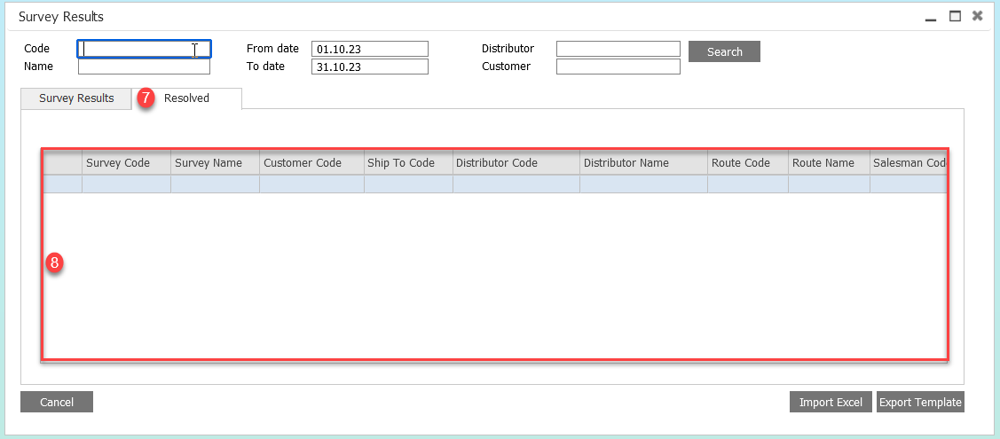 Survey Results
Code From date 01.10.23 Distributor Search
Name To date 31.10.23 Customer
Survey Results 7 Resolved
Survey Code Survey Name Customer Code Ship To Code Distributor Code Distributor Name Route Code Route Name Salesman Cod
8
Cancel Import Excel Export Template